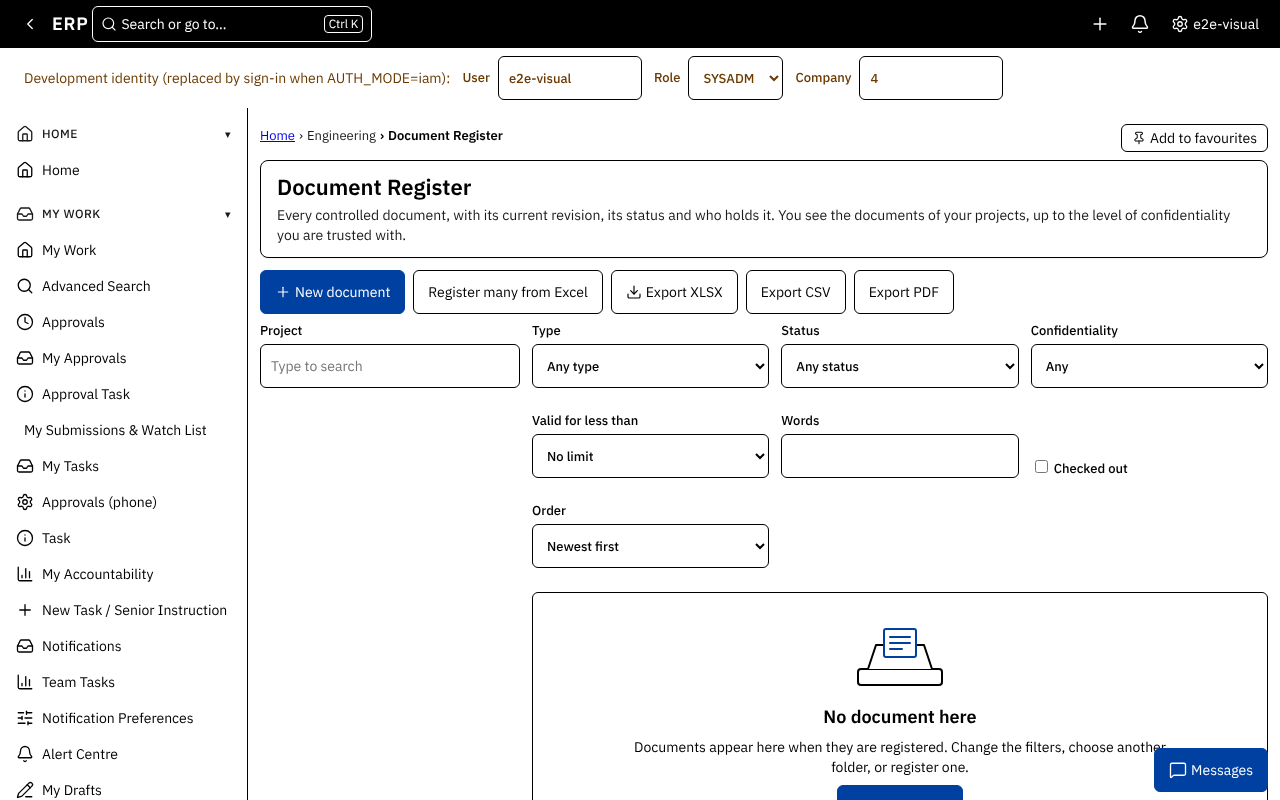 ERP
Search or go to...
Ctrl K
e2e-visual
Development identity (replaced by sign-in when AUTH_MODE=iam):
User
e2e-visual
Role
SYSADM
Company
4
HOME
Home
MY WORK
My Work
Advanced Search
Approvals
My Approvals
Approval Task
My Submissions & Watch List
My Tasks
Approvals (phone)
Task
My Accountability
New Task / Senior Instruction
Notifications
Team Tasks
Notification Preferences
Alert Centre
My Drafts
Home › Engineering › Document Register
Add to favourites
Document Register
Every controlled document, with its current revision, its status and who holds it. You see the documents of your projects, up to the level of confidentiality
you are trusted with.
New document
Register many from Excel
Export XLSX
Export CSV
Export PDF
Project
Type to search
Type
Any type
Status
Any status
Confidentiality
Any
Valid for less than
No limit
Words
Checked out
Order
Newest first
No document here
Documents appear here when they are registered. Change the filters, choose another
folder, or register one.
Messages